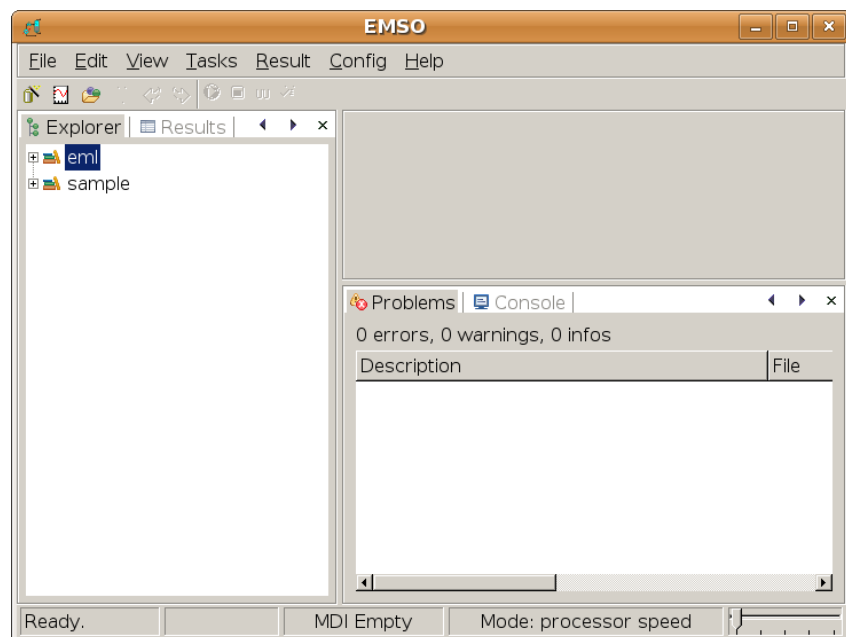 EMSO
File Edit View Tasks Result Config Help
Explorer Results
eml
sample
Problems Console
0 errors, 0 warnings, 0 infos
Description File
Ready. MDI Empty Mode: processor speed